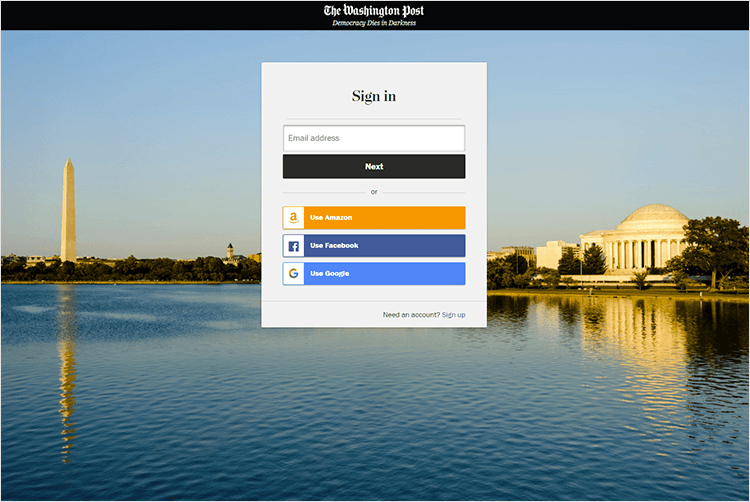 The Washington Post
Democracy Dies in Darkness
Sign in
Email address
Next
or
Use Amazon
Use Facebook
Use Google
Need an account? Sign up